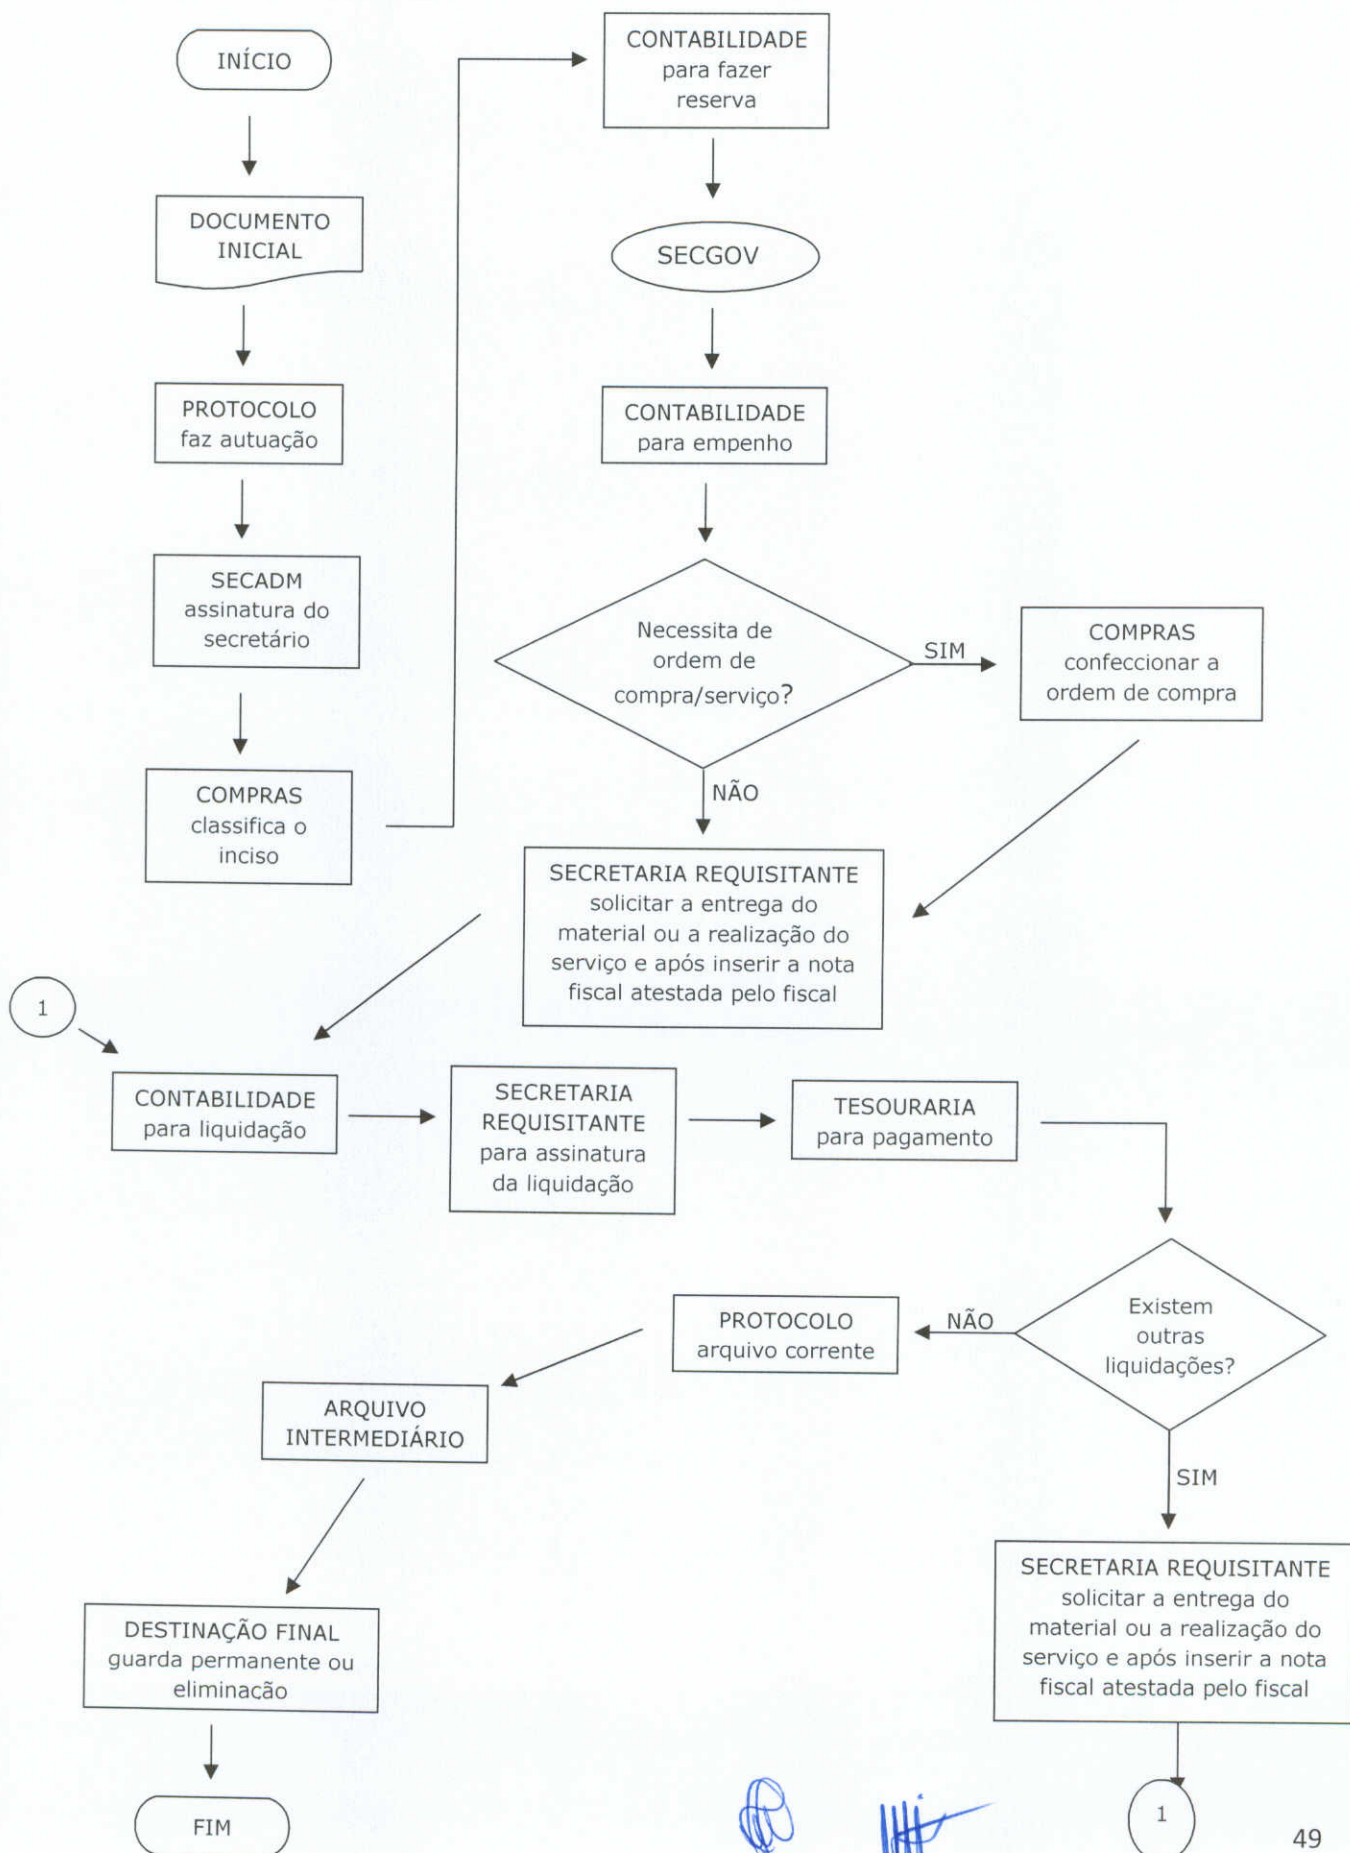 INÍCIO
DOCUMENTO
INICIAL
PROTOCOLO
faz autuação
SECADM
assinatura do
secretário
COMPRAS
classifica o
inciso
CONTABILIDADE
para fazer
reserva
SECGOV
CONTABILIDADE
para empenho
Necessita de
ordem de
compra/serviço?
SIM
COMPRAS
confeccionar a
ordem de compra
NÃO
SECRETARIA REQUISITANTE
solicitar a entrega do
material ou a realização do
serviço e após inserir a nota
fiscal atestada pelo fiscal
1
CONTABILIDADE
para liquidação
SECRETARIA
REQUISITANTE
para assinatura
da liquidação
TESOURARIA
para pagamento
Existem
outras
liquidações?
NÃO
PROTOCOLO
arquivo corrente
ARQUIVO
INTERMEDIÁRIO
DESTINAÇÃO FINAL
guarda permanente ou
eliminação
FIM
SIM
SECRETARIA REQUISITANTE
solicitar a entrega do
material ou a realização do
serviço e após inserir a nota
fiscal atestada pelo fiscal
1
49